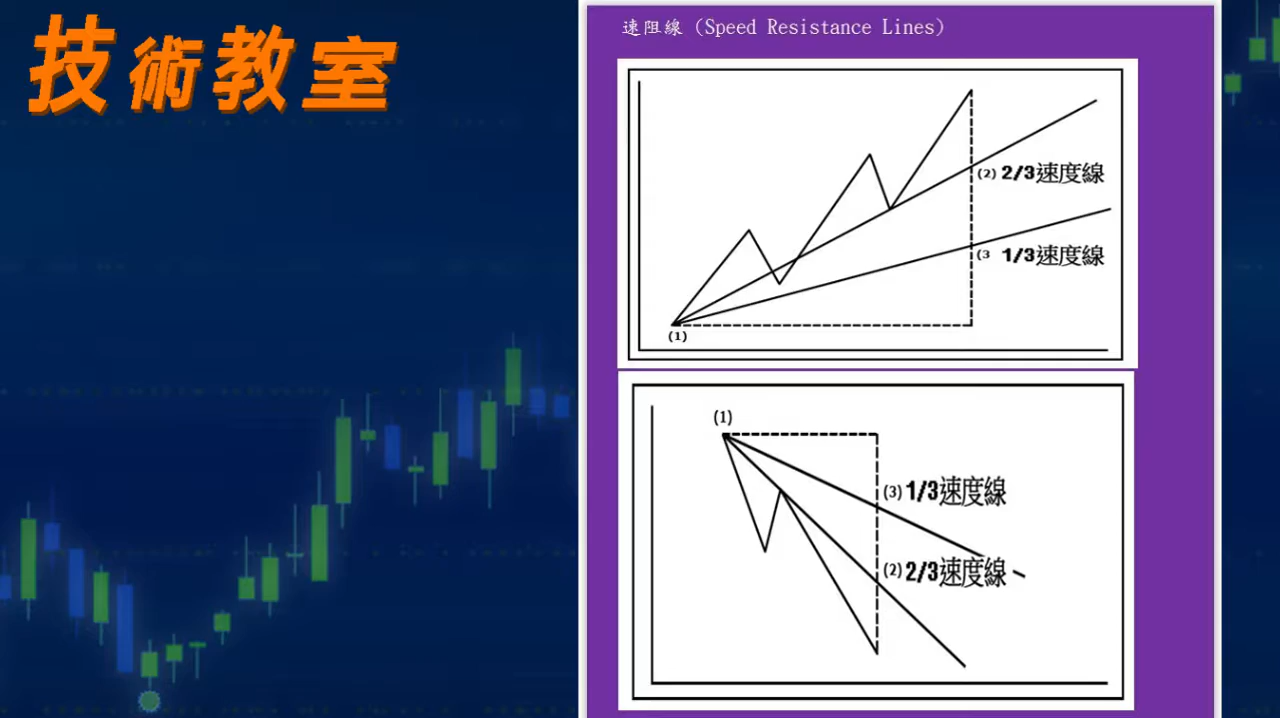 技術教室
速阻線 (Speed Resistance Lines)
(2) 2/3速度線
(3 1/3速度線
(1)
(1)
(3) 1/3速度線
(2) 2/3速度線